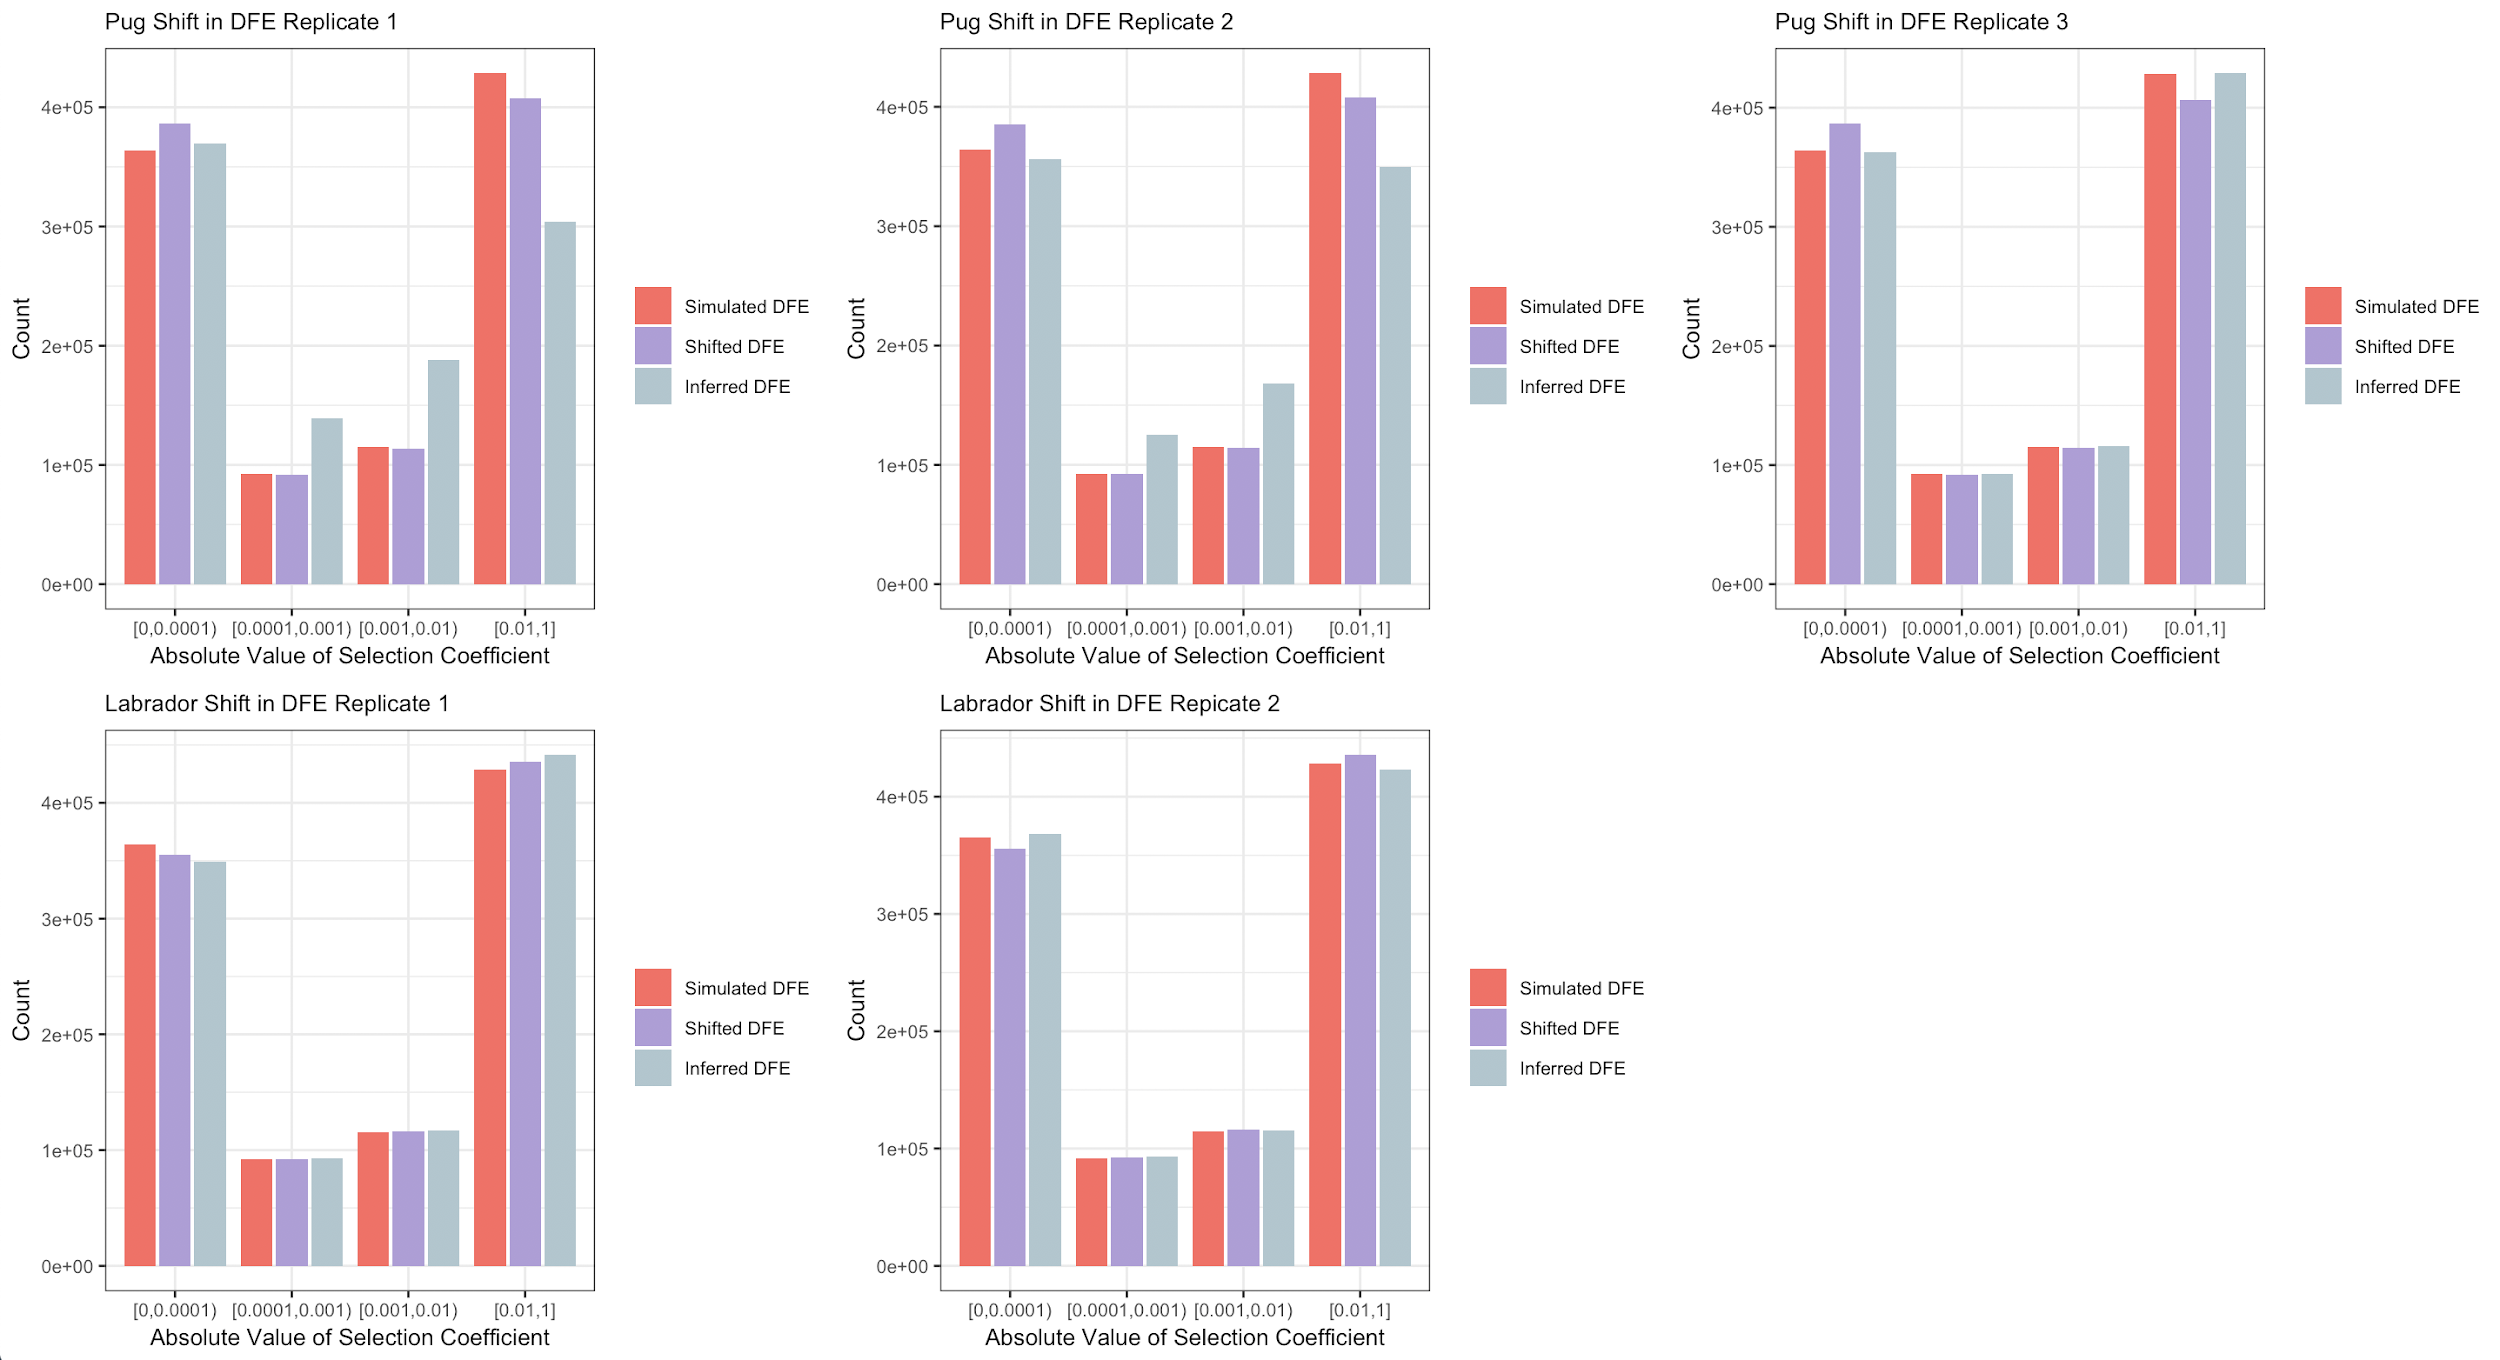 Pug Shift in DFE Replicate 1
Count
4e+05
3e+05
2e+05
1e+05
0e+00
[0,0.0001) [0.0001,0.001) [0.001,0.01) [0.01,1]
Absolute Value of Selection Coefficient
Simulated DFE
Shifted DFE
Inferred DFE
Pug Shift in DFE Replicate 2
Count
4e+05
3e+05
2e+05
1e+05
0e+00
[0,0.0001) [0.0001,0.001) [0.001,0.01) [0.01,1]
Absolute Value of Selection Coefficient
Simulated DFE
Shifted DFE
Inferred DFE
Pug Shift in DFE Replicate 3
Count
4e+05
3e+05
2e+05
1e+05
0e+00
[0,0.0001) [0.0001,0.001) [0.001,0.01) [0.01,1]
Absolute Value of Selection Coefficient
Simulated DFE
Shifted DFE
Inferred DFE
Labrador Shift in DFE Replicate 1
Count
4e+05
3e+05
2e+05
1e+05
0e+00
[0,0.0001) [0.0001,0.001) [0.001,0.01) [0.01,1]
Absolute Value of Selection Coefficient
Simulated DFE
Shifted DFE
Inferred DFE
Labrador Shift in DFE Repicate 2
Count
4e+05
3e+05
2e+05
1e+05
0e+00
[0,0.0001) [0.0001,0.001) [0.001,0.01) [0.01,1]
Absolute Value of Selection Coefficient
Simulated DFE
Shifted DFE
Inferred DFE